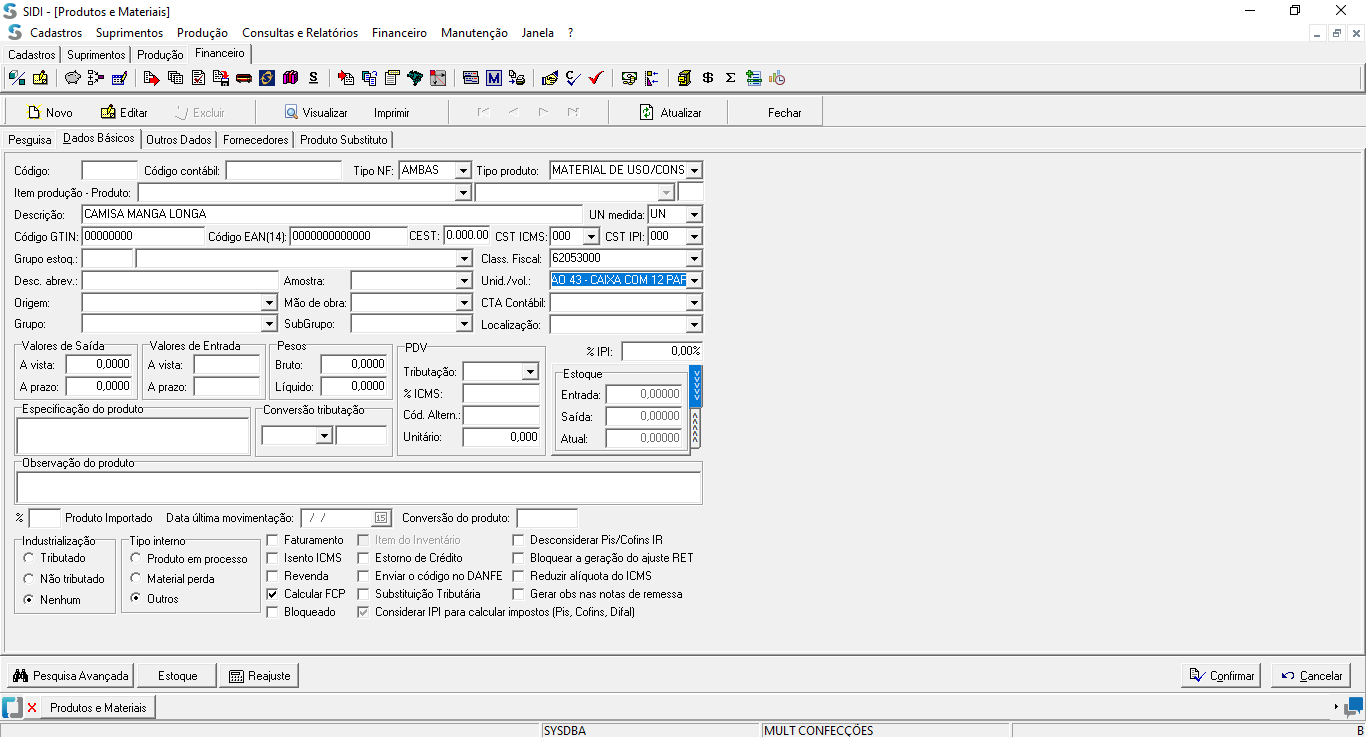 SIDI - [Produtos e Materiais]
Cadastros Suprimentos Produção Consultas e Relatórios Financeiro Manutenção Janela ?
Cadastros Suprimentos Produção Financeiro
Novo Editar Excluir Visualizar Imprimir Atualizar Fechar
Pesquisa Dados Básicos Outros Dados Fornecedores Produto Substituto
Código: Código contábil: Tipo NF: AMBAS Tipo produto: MATERIAL DE USO/CONS
Item produção - Produto:
Descrição: CAMISA MANGA LONGA UN medida: UN
Código GTIN: 00000000 Código EAN(14): 0000000000000 CEST: 0.000.00 CST ICMS: 000 CST IPI: 000
Grupo estoq.: Class. Fiscal: 62053000
Desc. abrev.: Amostra: Unid./vol.: AO 43 - CAIXA COM 12 PAR
Origem: Mão de obra: CTA Contábil:
Grupo: SubGrupo: Localização:
Valores de Saída Valores de Entrada Pesos PDV % IPI: 0,00%
A vista: 0,0000 A vista: Bruto: 0,0000 Tributação: Estoque
A prazo: 0,0000 A prazo: Líquido: 0,0000 % ICMS: Entrada: 0,00000
Especificação do produto Conversão tributação Cód. Altern.: Saída: 0,00000
Unitário: 0,000 Atual: 0,00000
Observação do produto
% Produto Importado Data última movimentação: / / 15 Conversão do produto:
Industrialização Tipo interno Faturamento Item do Inventário Desconsiderar Pis/Cofins IR
Tributado Produto em processo Isento ICMS Estorno de Crédito Bloquear a geração do ajuste RET
Não tributado Material perda Revenda Enviar o código no DANFE Reduzir alíquota do ICMS
Nenhum Outros Calcular FCP Substituição Tributária Gerar obs nas notas de remessa
Bloqueado Considerar IPI para calcular impostos (Pis, Cofins, Difal)
Pesquisa Avançada Estoque Reajuste Confirmar Cancelar
Produtos e Materiais
SYSDBA MULT CONFECÇÕES B